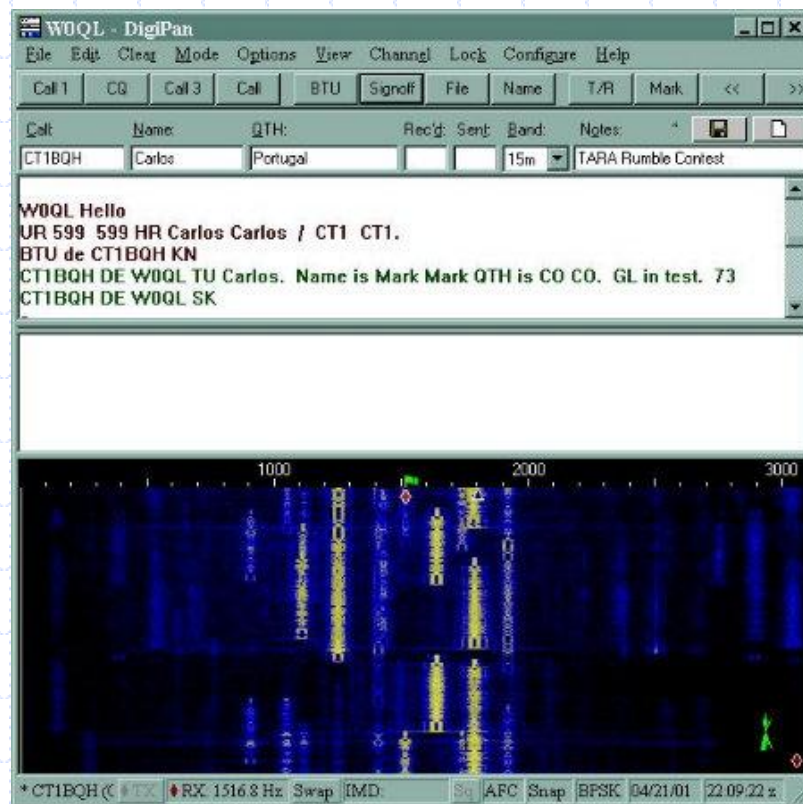 W0QL - DigiPan
File Edit Clear Mode Options View Channel Lock Configure Help
Call 1 CQ Call 3 Call BTU Signoff File Name T/R Mark << >>
Call: Name: QTH: Rec'd: Sent: Band: Notes: *
CT1BQH Carlos Portugal 15m TARA Rumble Contest
W0QL Hello
UR 599 599 HR Carlos Carlos / CT1 CT1.
BTU de CT1BQH KN
CT1BQH DE W0QL TU Carlos. Name is Mark Mark QTH is CO CO. GL in test. 73
CT1BQH DE W0QL SK
1000 2000 3000
* CT1BQH (C TX RX 1516.8 Hz Swap IMD: Sq AFC Snap BPSK 04/21/01 22:09:22 z